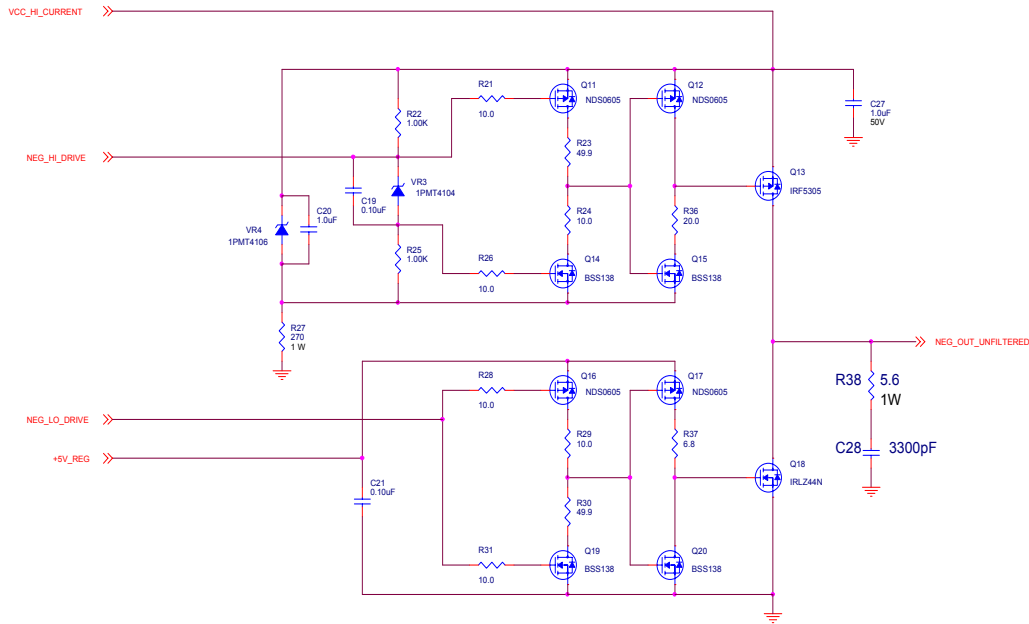 VCC_HI_CURRENT
R21
10.0
Q11
NDS0605
Q12
NDS0605
C27
1.0uF
50V
R22
1.00K
R23
49.9
NEG_HI_DRIVE
VR3
1PMT4104
C19
0.10uF
Q13
IRF5305
C20
1.0uF
VR4
1PMT4106
R24
10.0
R36
20.0
R25
1.00K
R26
10.0
Q14
BSS138
Q15
BSS138
R27
270
1 W
NEG_OUT_UNFILTERED
R28
10.0
Q16
NDS0605
Q17
NDS0605
R38 5.6
1W
NEG_LO_DRIVE
R29
10.0
R37
6.8
+5V_REG
C28 3300pF
Q18
IRLZ44N
C21
0.10uF
R30
49.9
R31
10.0
Q19
BSS138
Q20
BSS138